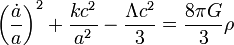 (ȧ/a)² + kc²/a² − Λc²/3 = 8πG/3 ρ